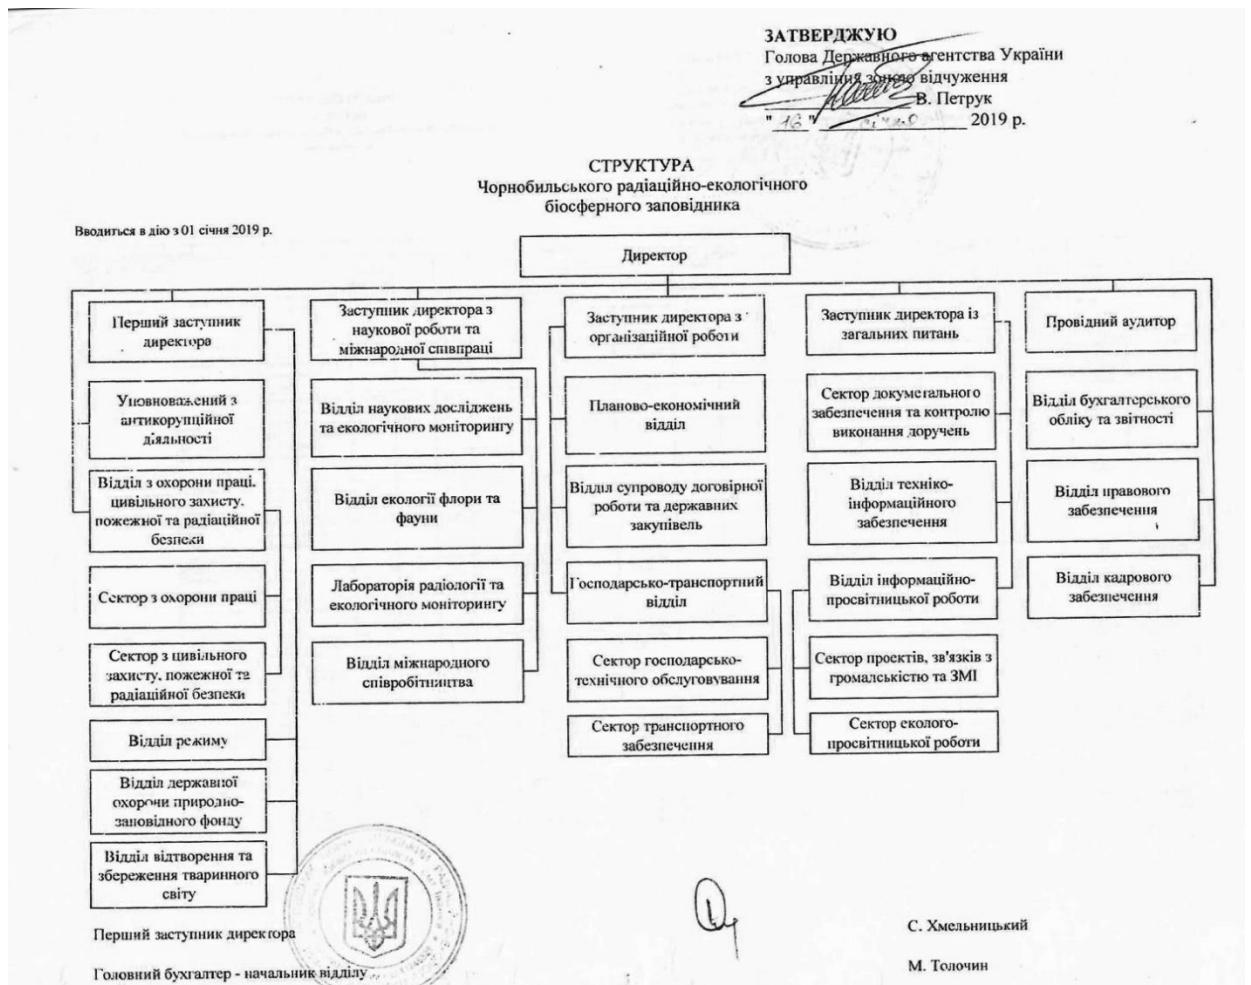 ЗАТВЕРДЖУЮ
Голова Державного агентства України
з управління зоною відчуження
В. Петрук
"16" січня 2019 р.
СТРУКТУРА
Чорнобильського радіаційно-екологічного
біосферного заповідника
Вводиться в дію з 01 січня 2019 р.
Директор
Перший заступник
директора
Заступник директора з
наукової роботи та
міжнародної співпраці
Заступник директора з
організаційної роботи
Заступник директора із
загальних питань
Провідний аудитор
Уповноважений з
антикорупційної
діяльності
Відділ наукових досліджень
та екологічного моніторингу
Планово-економічний
відділ
Сектор документального
забезпечення та контролю
виконання доручень
Відділ бухгалтерського
обліку та звітності
Відділ з охорони праці,
цивільного захисту,
пожежної та радіаційної
безпеки
Відділ екології флори та
фауни
Відділ супроводу договірної
роботи та державних
закупівель
Відділ техніко-
інформаційного
забезпечення
Відділ правового
забезпечення
Сектор з охорони праці
Лабораторія радіології та
екологічного моніторингу
Господарсько-транспортний
відділ
Відділ інформаційно-
просвітницької роботи
Відділ кадрового
забезпечення
Сектор з цивільного
захисту, пожежної та
радіаційної безпеки
Відділ міжнародного
співробітництва
Сектор господарсько-
технічного обслуговування
Сектор проектів, зв'язків з
громадськістю та ЗМІ
Відділ режиму
Сектор транспортного
забезпечення
Сектор еколого-
просвітницької роботи
Відділ державної
охорони природно-
заповідного фонду
Відділ відтворення та
збереження тваринного
світу
Перший заступник директора
С. Хмельницький
Головний бухгалтер - начальник відділу
М. Толочин